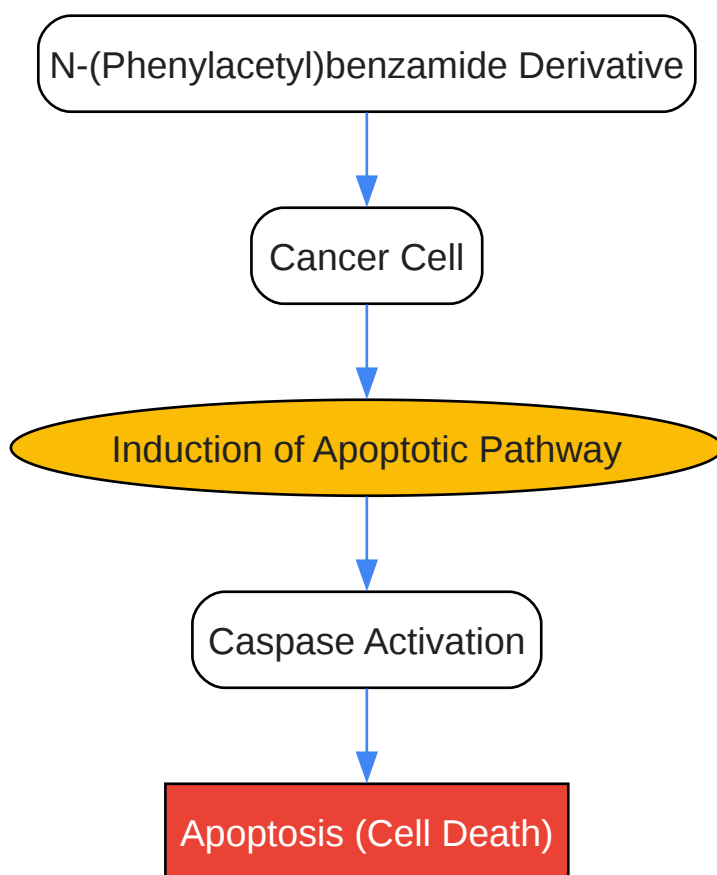 N-(Phenylacetyl)benzamide Derivative
Cancer Cell
Induction of Apoptotic Pathway
Caspase Activation
Apoptosis (Cell Death)